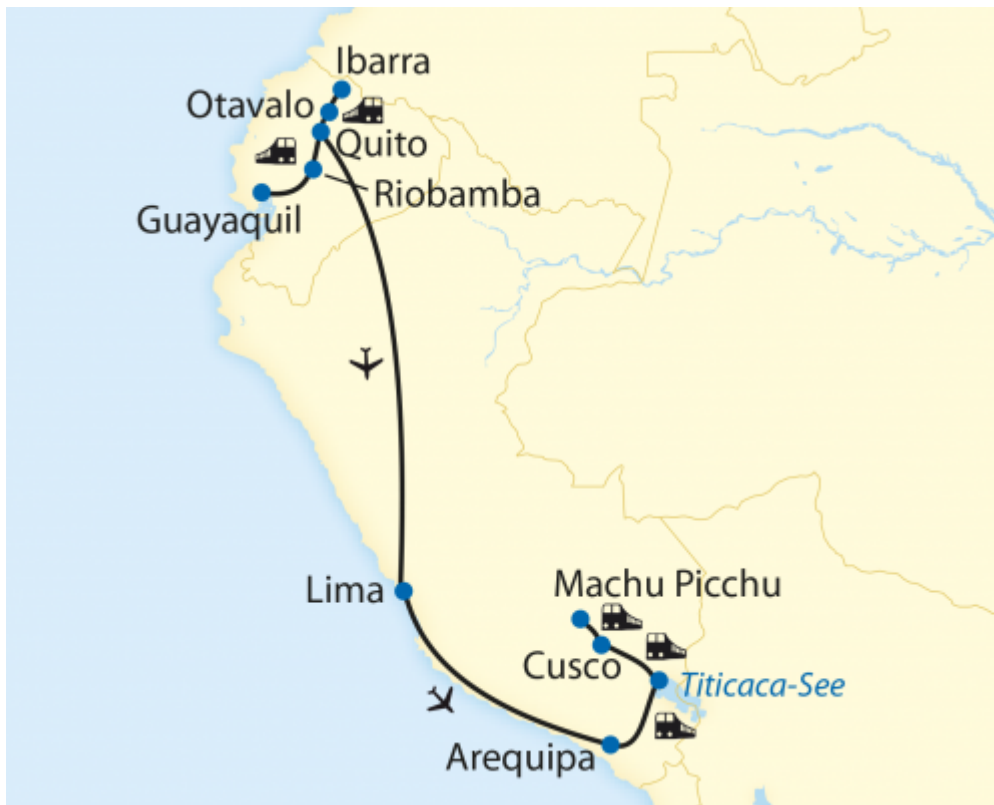 Ibarra
Otavalo
Quito
Riobamba
Guayaquil
Lima
Machu Picchu
Cusco
Titicaca-See
Arequipa